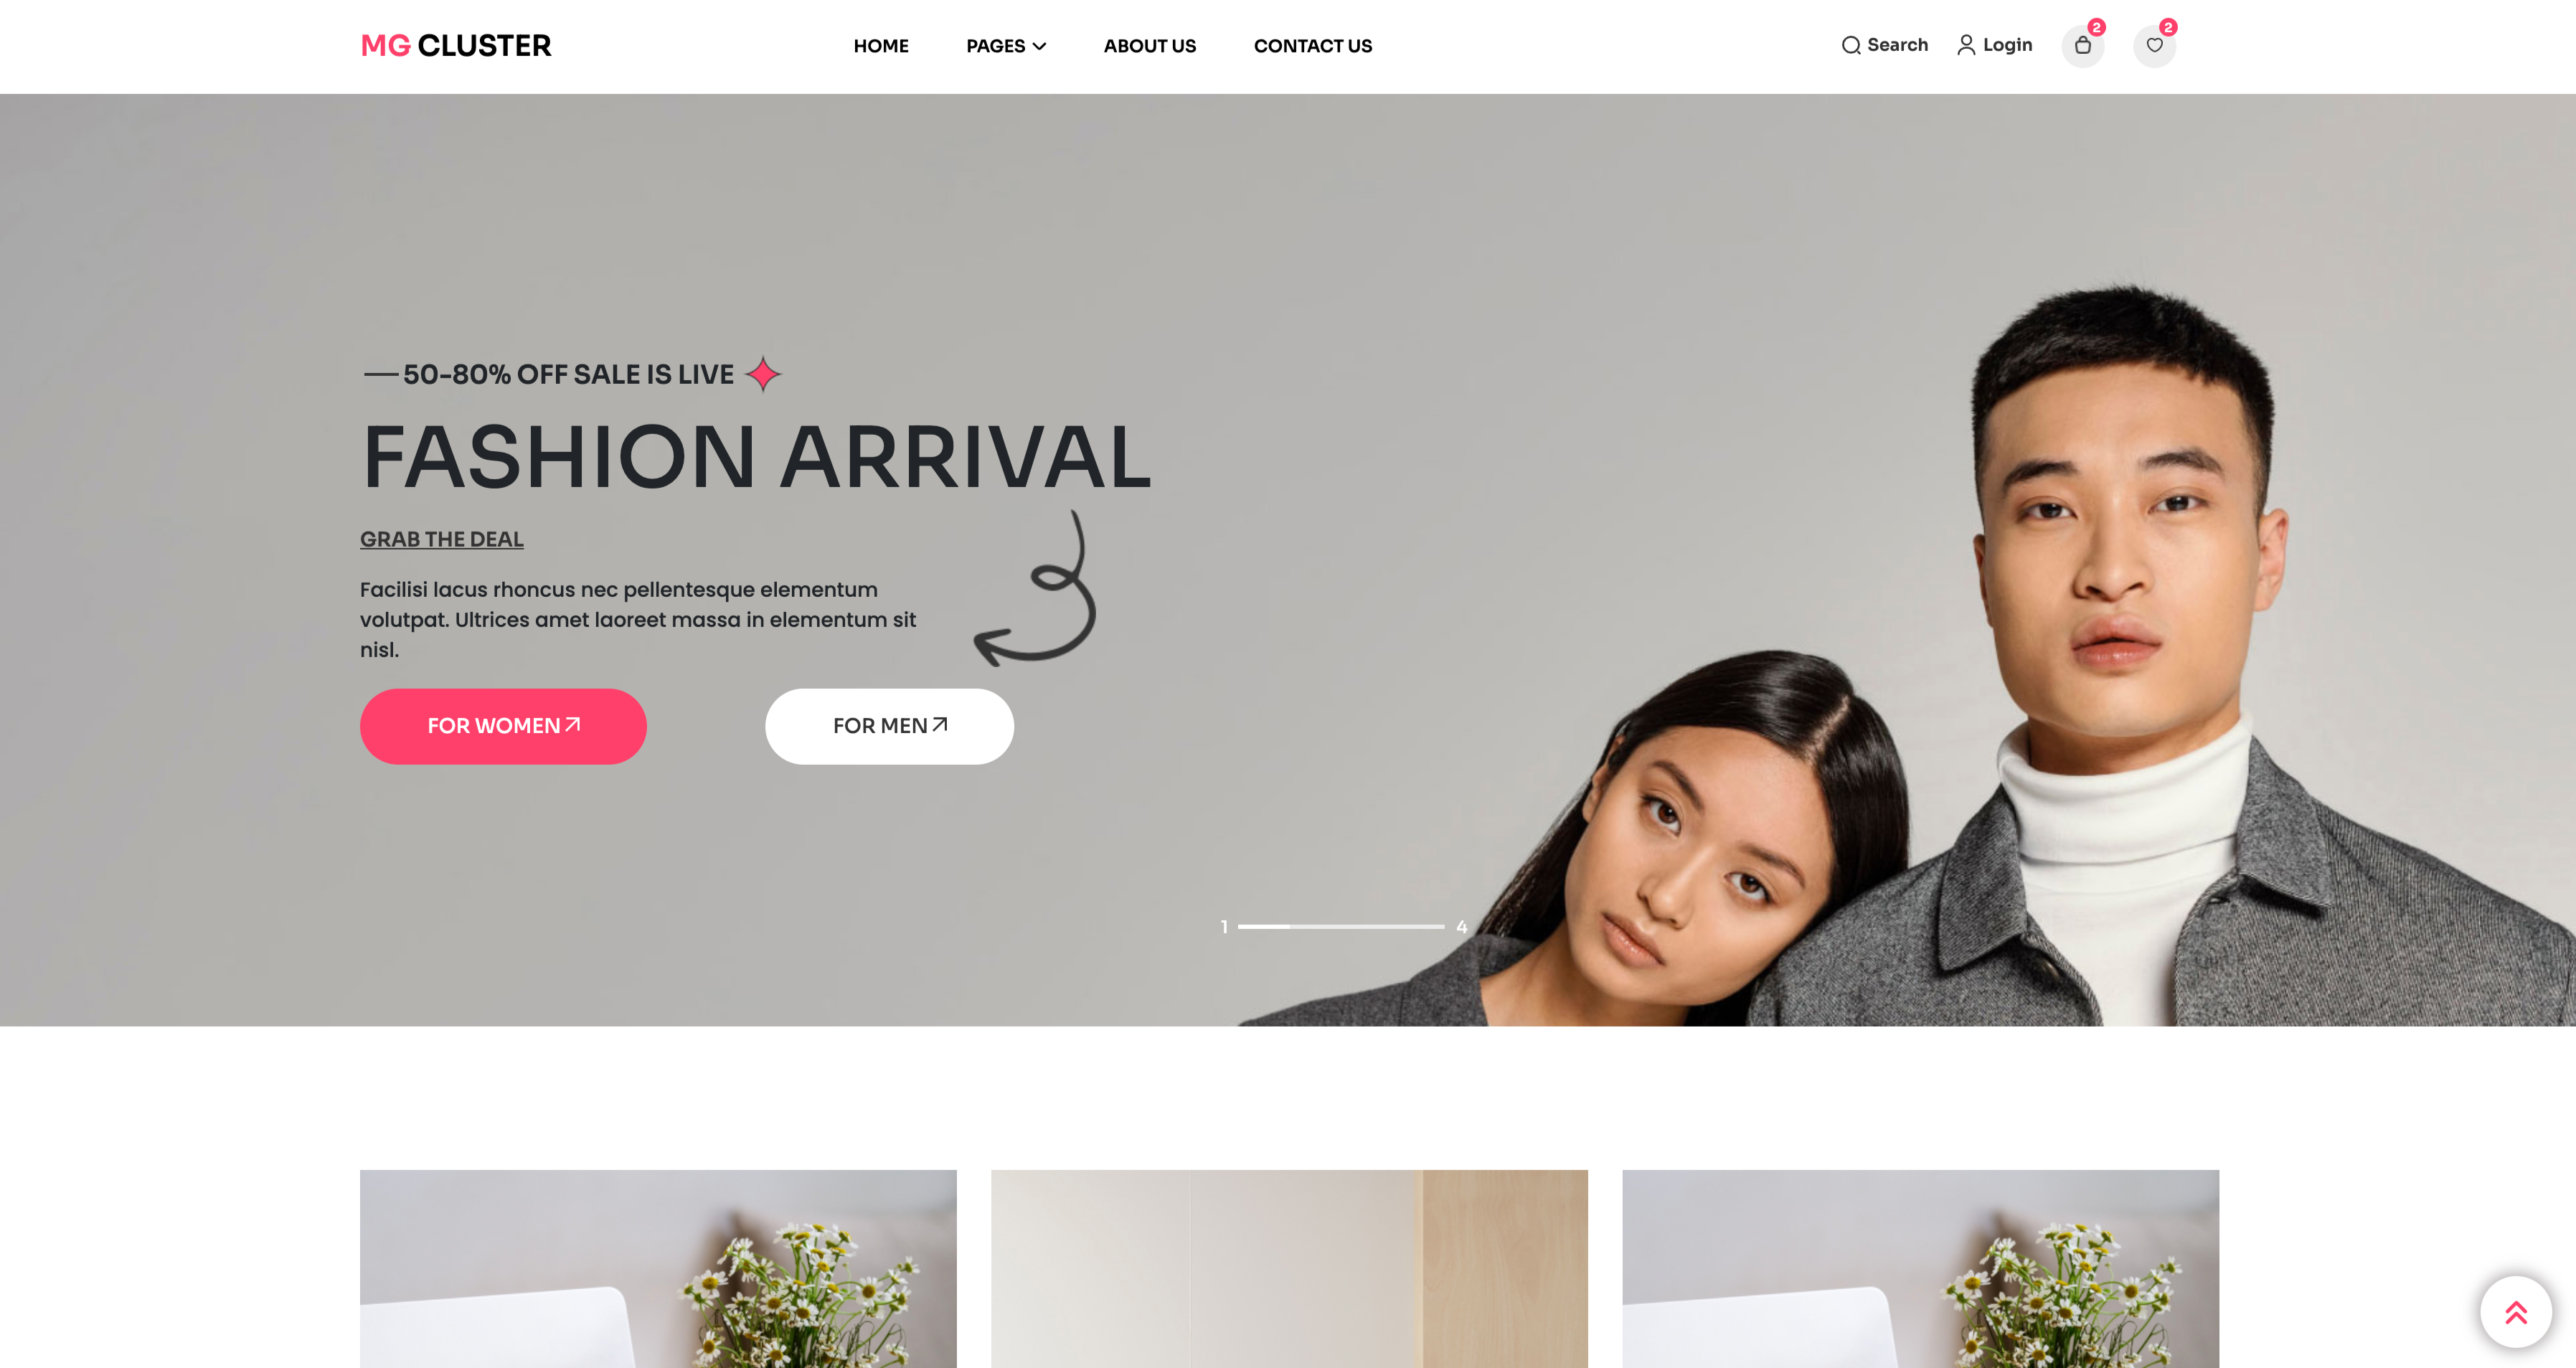 MG CLUSTER
HOME
PAGES
ABOUT US
CONTACT US
Search
Login
2
2
50-80% OFF SALE IS LIVE
FASHION ARRIVAL
GRAB THE DEAL
Facilisi lacus rhoncus nec pellentesque elementum
volutpat. Ultrices amet laoreet massa in elementum sit
nisl.
FOR WOMEN
FOR MEN
1
4